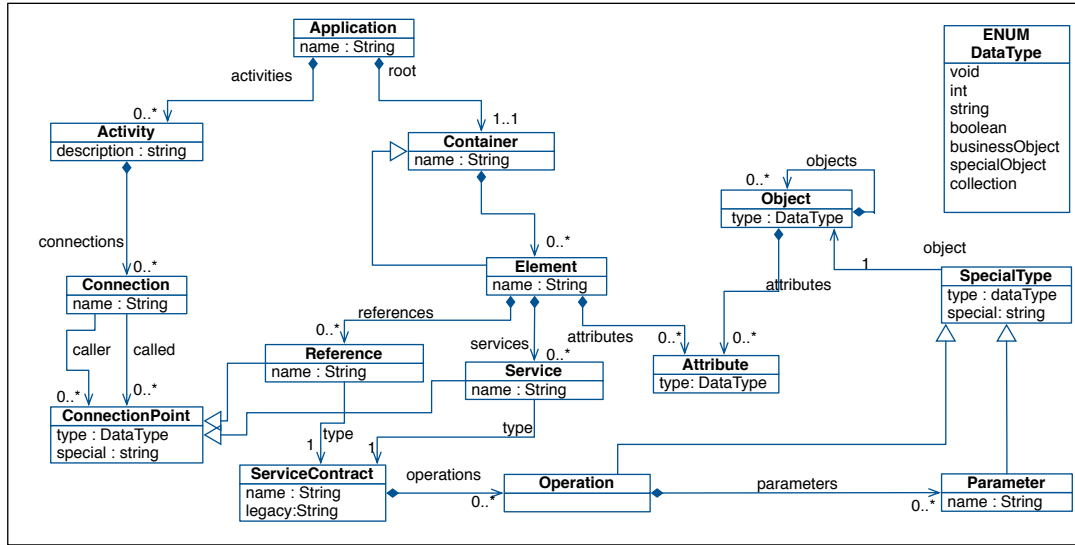 Application
name : String
activities
root
0..*
1..1
Activity
description : string
Container
name : String
connections
0..*
Connection
name : String
0..*
Element
name : String
caller
called
0..*
0..*
ConnectionPoint
type : DataType
special : string
references
0..*
Reference
name : String
services
0..*
Service
name : String
attributes
0..*
Attribute
type: DataType
objects
0..*
Object
type : DataType
attributes
0..*
object
1
SpecialType
type : dataType
special: string
ENUM
DataType
void
int
string
boolean
businessObject
specialObject
collection
type
1
type
1
ServiceContract
name : String
legacy:String
operations
0..*
Operation
parameters
0..*
Parameter
name : String